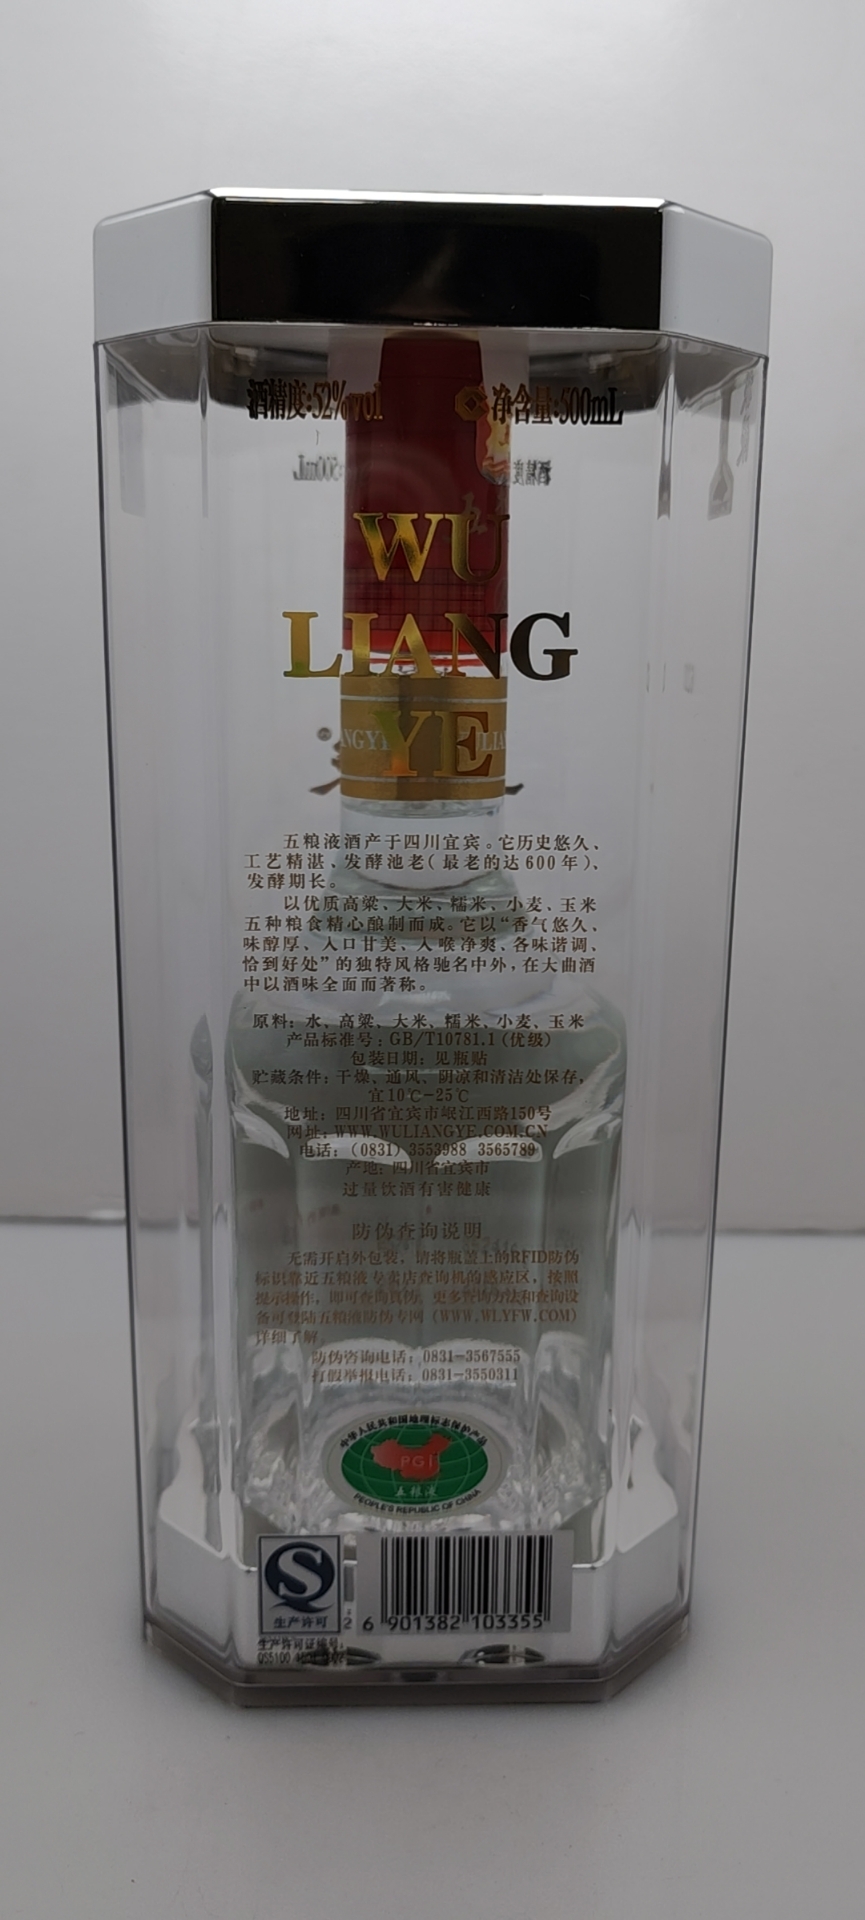 酒精度:52%vol 净含量:500mL
WU
LIANG
YE
五粮液酒产于四川宜宾。它历史悠久、
工艺精湛、发酵池老(最老的达600年)、
发酵期长。
以优质高粱、大米、糯米、小麦、玉米
五种粮食精心酿制而成。它以“香气悠久、
味醇厚、入口甘美、入喉净爽、各味谐调、
恰到好处”的独特风格驰名中外，在大曲酒
中以酒味全面而著称。
原料: 水、高粱、大米、糯米、小麦、玉米
产品标准号: GB/T10781.1 (优级)
包装日期: 见瓶贴
贮藏条件: 干燥、通风、阴凉和清洁处保存，
宜10℃-25℃
地址: 四川省宜宾市岷江西路150号
网址: WWW.WULIANGYE.COM.CN
电话: (0831) 3553988 3565789
产地: 四川省宜宾市
过量饮酒有害健康
防伪查询说明
无需开启外包装，请将瓶盖上的RFID防伪
标识靠近五粮液专卖店查询机的感应区，按照
提示操作，即可查询真伪，更多查询方法和查询设
备可登陆五粮液防伪专网 (WWW.WLYFW.COM)
详细了解
防伪咨询电话: 0831-3567555
打假举报电话: 0831-3550311
中华人民共和国地理标志保护产品
PGI
五粮液
PEOPLE'S REPUBLIC OF CHINA
生产许可
6 901382 103355
生产许可证编号:
QS5100